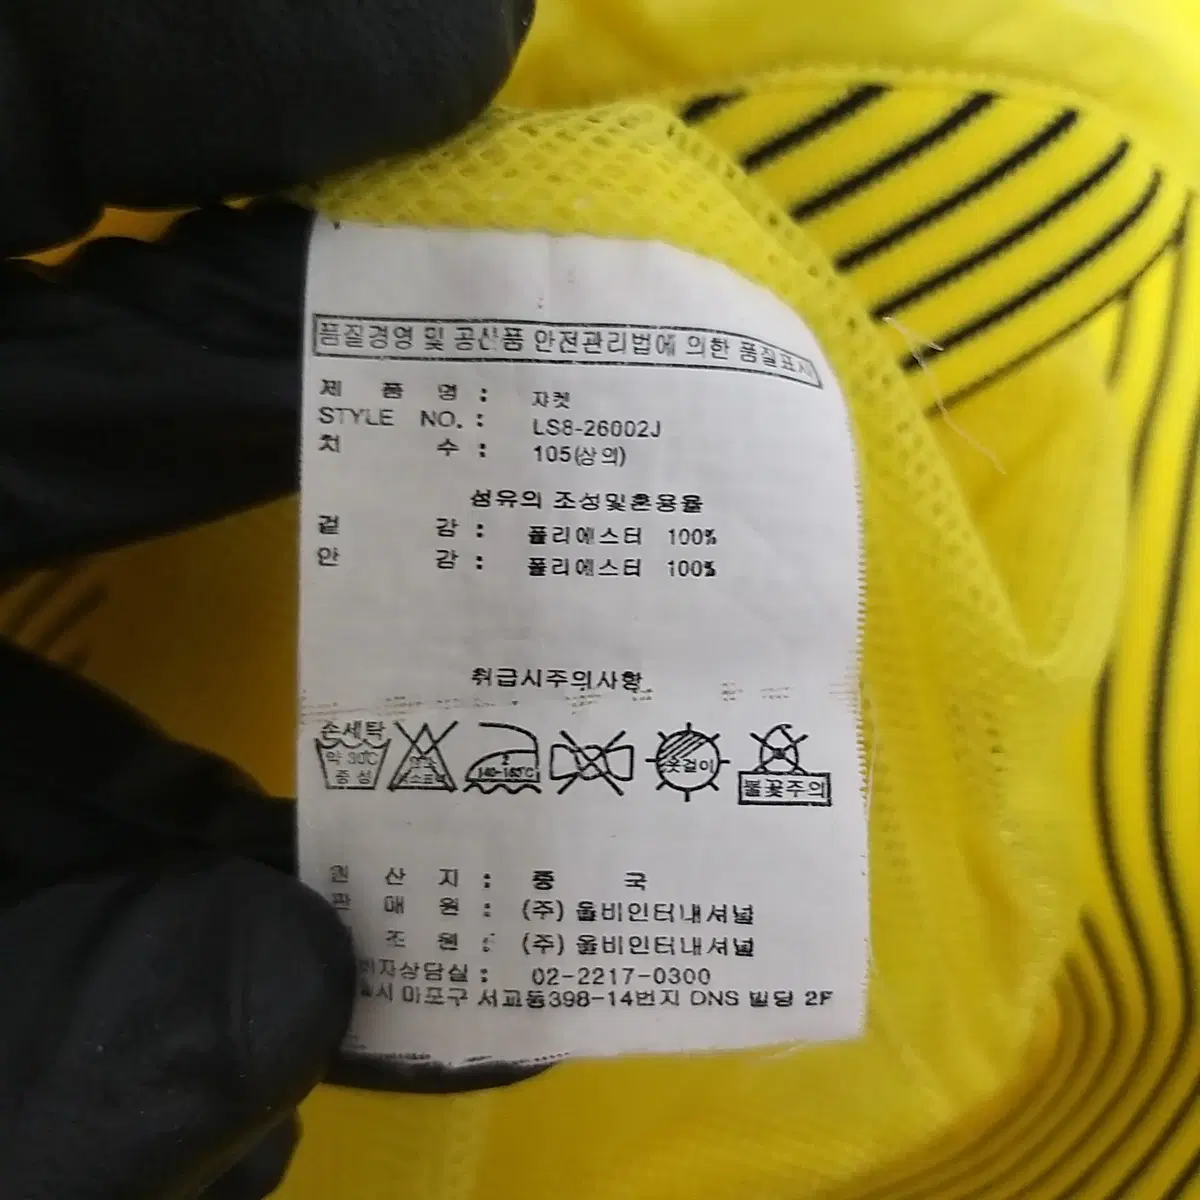 품질경영 및 공산품 안전관리법에 의한 품질표시
제 품 명 : 쟈켓
STYLE NO. : LS8-26002J
치 수 : 105(상의)
섬유의 조성및혼용율
겉 감 : 폴리에스터 100%
안 감 : 폴리에스터 100%
취급시주의사항
손세탁
약 30℃
중성
2
140-160℃
옷걸이
불꽃주의
원 산 지 : 중 국
판 매 원 : (주) 올비인터내셔널
조 원 : (주) 올비인터내셔널
비자상담실 : 02-2217-0300
마포구 서교동398-14번지 DNS 빌딩 2F